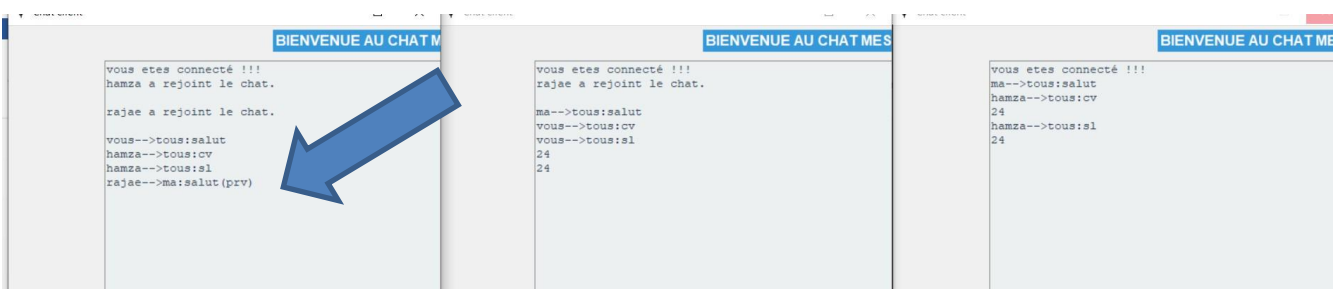 BIENVENUE AU CHAT M
vous etes connecté !!!
hamza a rejoint le chat.
rajae a rejoint le chat.
vous-->tous:salut
hamza-->tous:cv
hamza-->tous:sl
rajae-->ma:salut(prv)
BIENVENUE AU CHAT MES
vous etes connecté !!!
rajae a rejoint le chat.
ma-->tous:salut
vous-->tous:cv
vous-->tous:sl
24
24
BIENVENUE AU CHAT ME
vous etes connecté !!!
ma-->tous:salut
hamza-->tous:cv
24
hamza-->tous:sl
24